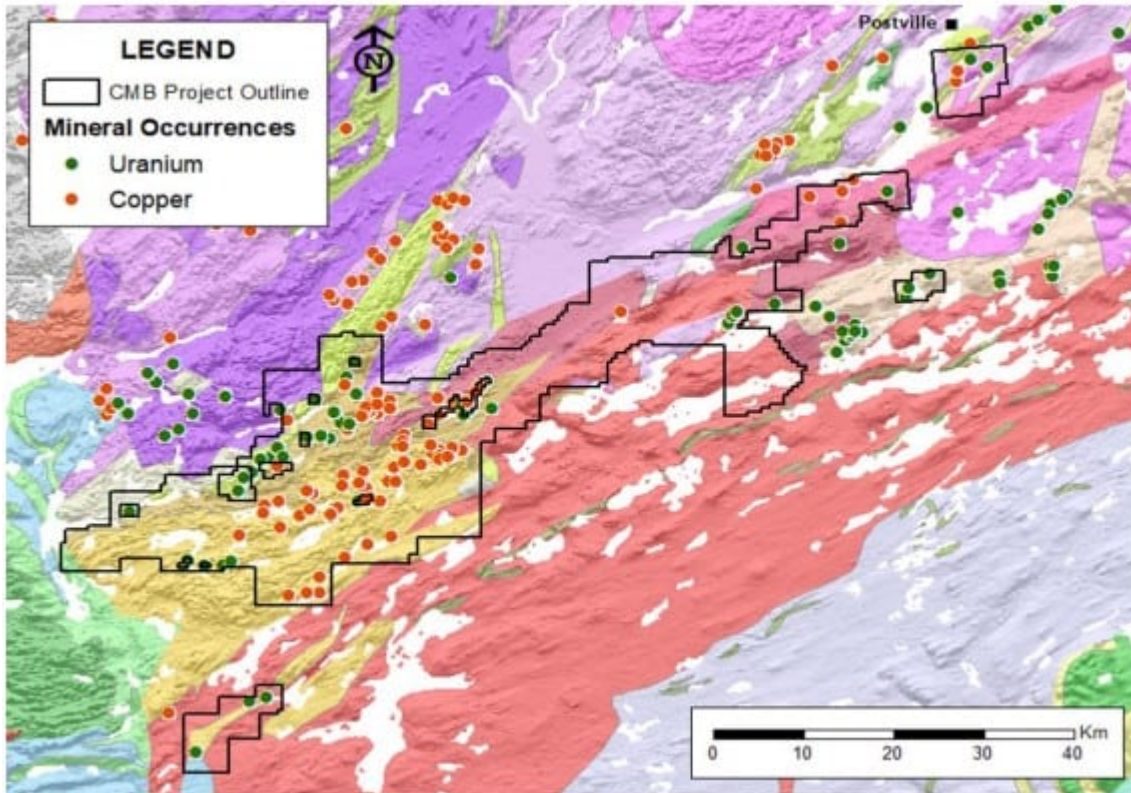 LEGEND
CMB Project Outline
Mineral Occurrences
Uranium
Copper
N
Postville
Km
0 10 20 30 40